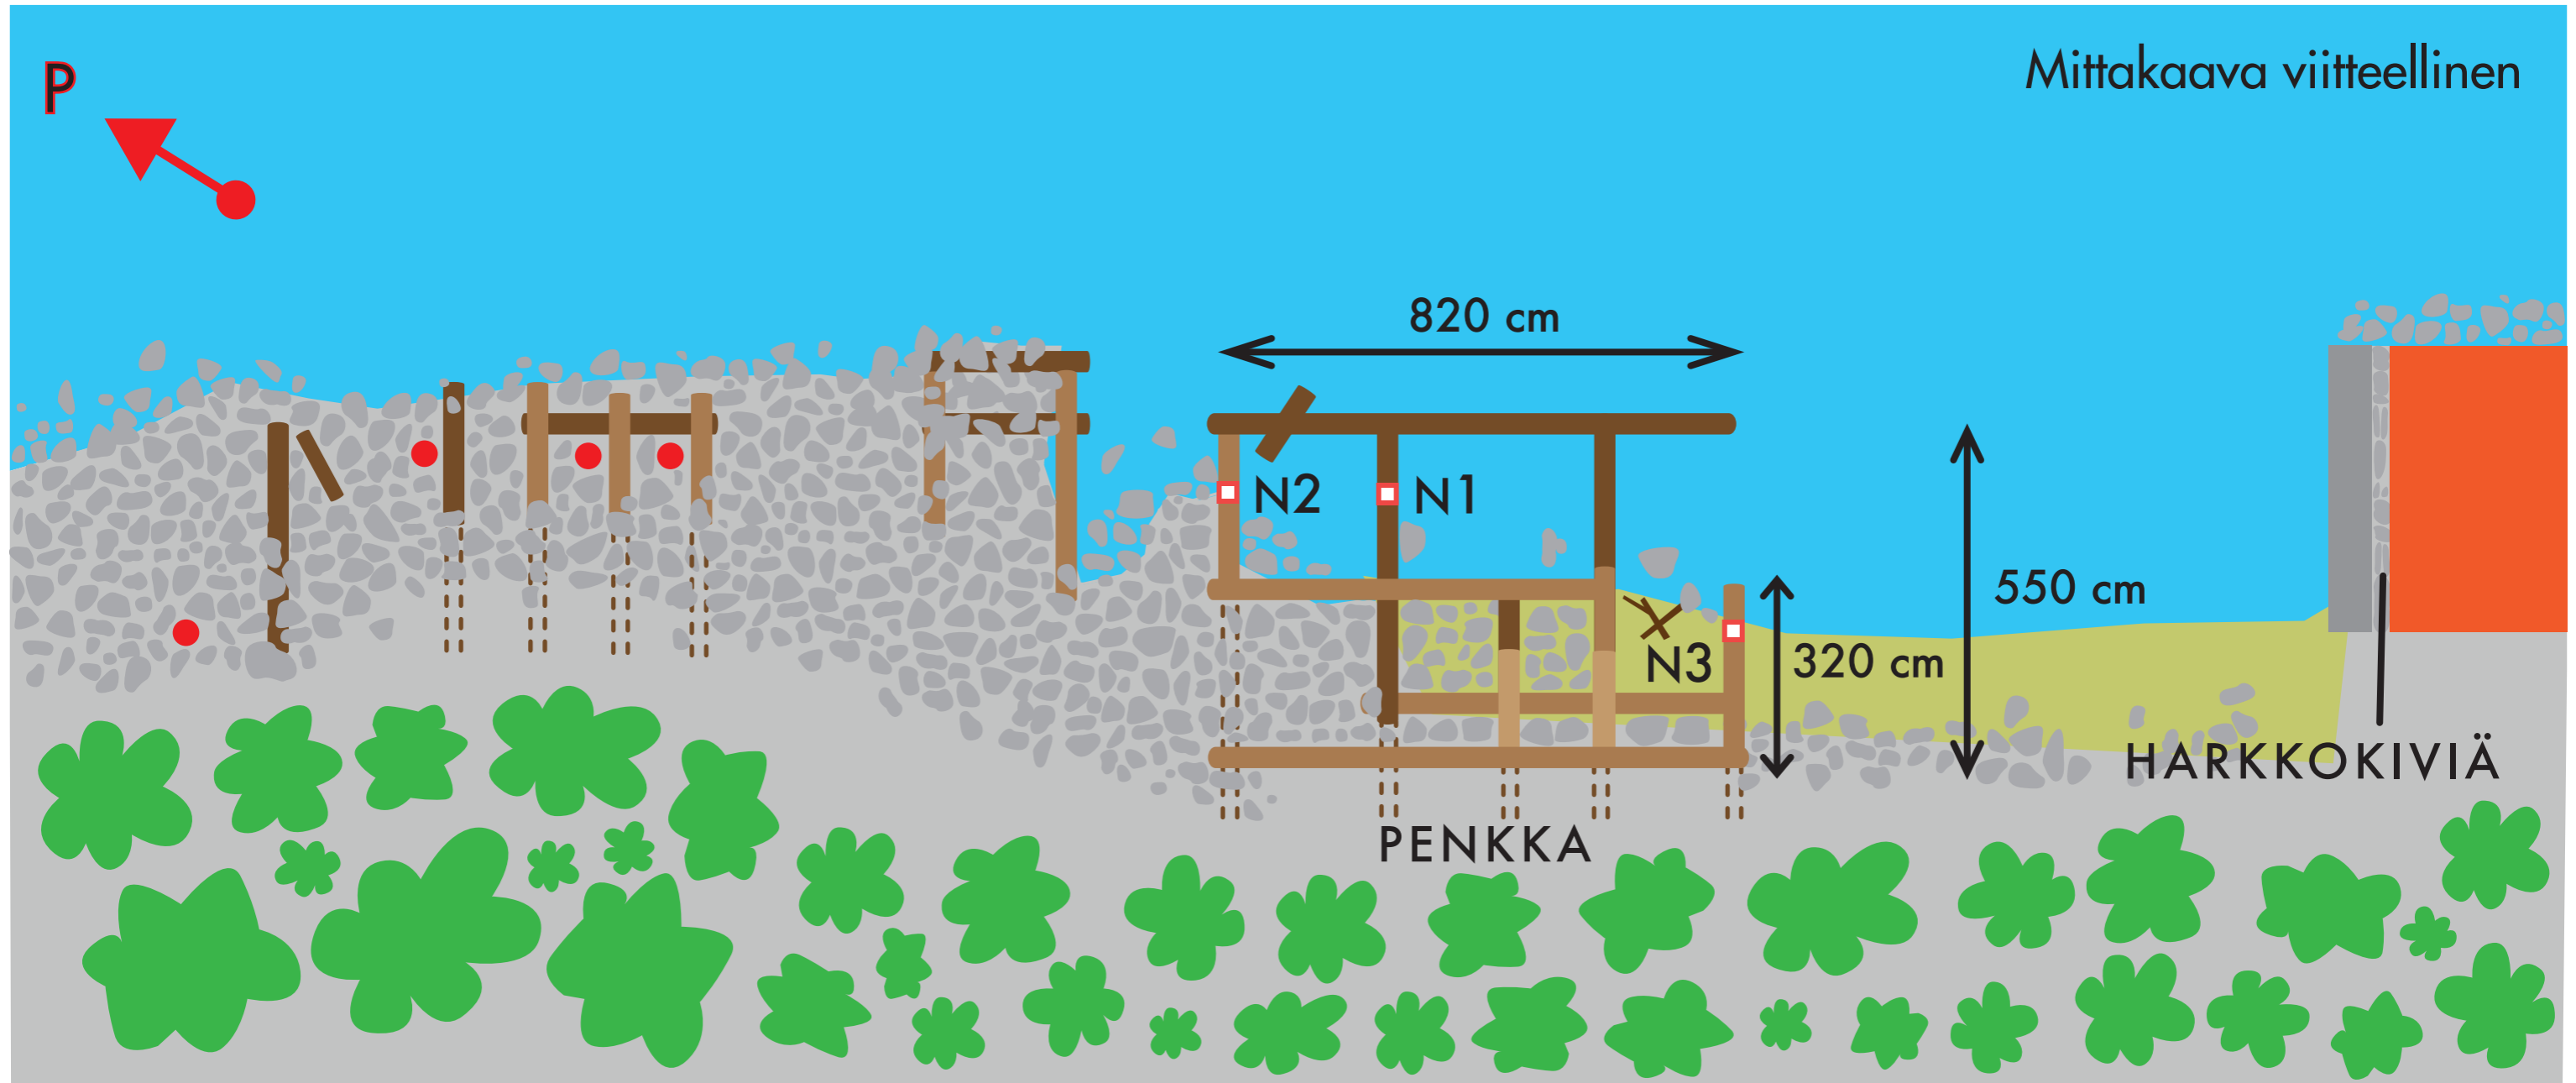 P
Mittakaava viitteellinen
820 cm
N2
N1
550 cm
N3
320 cm
HARKKOKIVIÄ
PENKKA